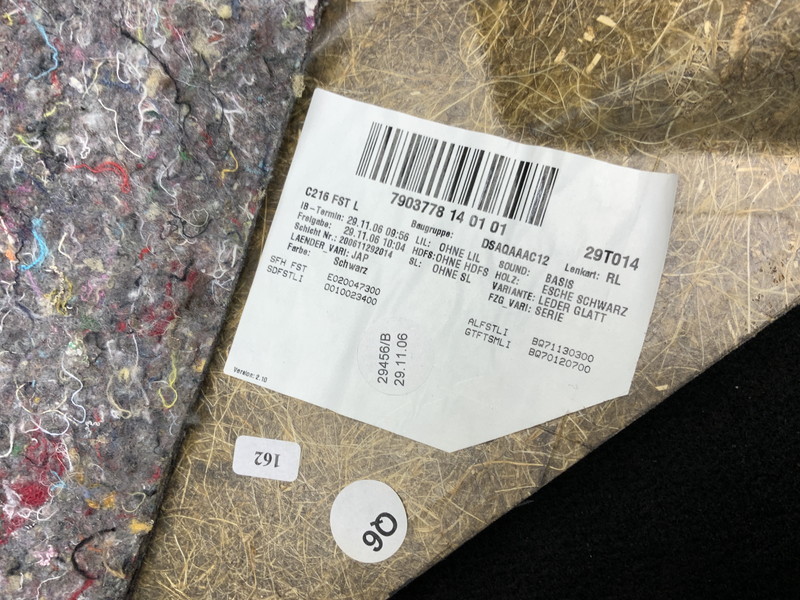 C216 FST L
7903778 14 01 01
29T014
IB-Termin: 29.11.06 09:56
Freigabe: 29.11.06 10:04
Schicht Nr.: 200611292014
LAENDER_VARI: JAP
Farbe: Schwarz
Baugruppe: DSAQAAAC12
LIL: OHNE LIL
HDFS: OHNE HDFS
SL: OHNE SL
Lenkart: RL
SOUND: BASIS
HOLZ: ESCHE SCHWARZ
VARIANTE: LEDER GLATT
FZG_VARI: SERIE
SFH_FST E020047300
SDFSTLI 0010023400
ALFSTLI BQ71130300
GTFTSMLI BQ70120700
29456/B
29.11.06
Version: 2.10
162
9Q